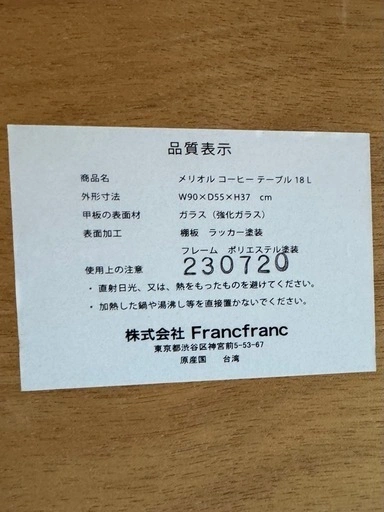 品質表示
商品名 メリオル コーヒー テーブル 18 L
外形寸法 W90×D55×H37 cm
甲板の表面材 ガラス（強化ガラス）
表面加工 棚板 ラッカー塗装
フレーム ポリエステル塗装
使用上の注意 230720
・直射日光、又は、熱をもったものを避けてください。
・加熱した鍋や湯沸し等を直接置かないでください。
株式会社 Francfranc
東京都渋谷区神宮前5-53-67
原産国 台湾